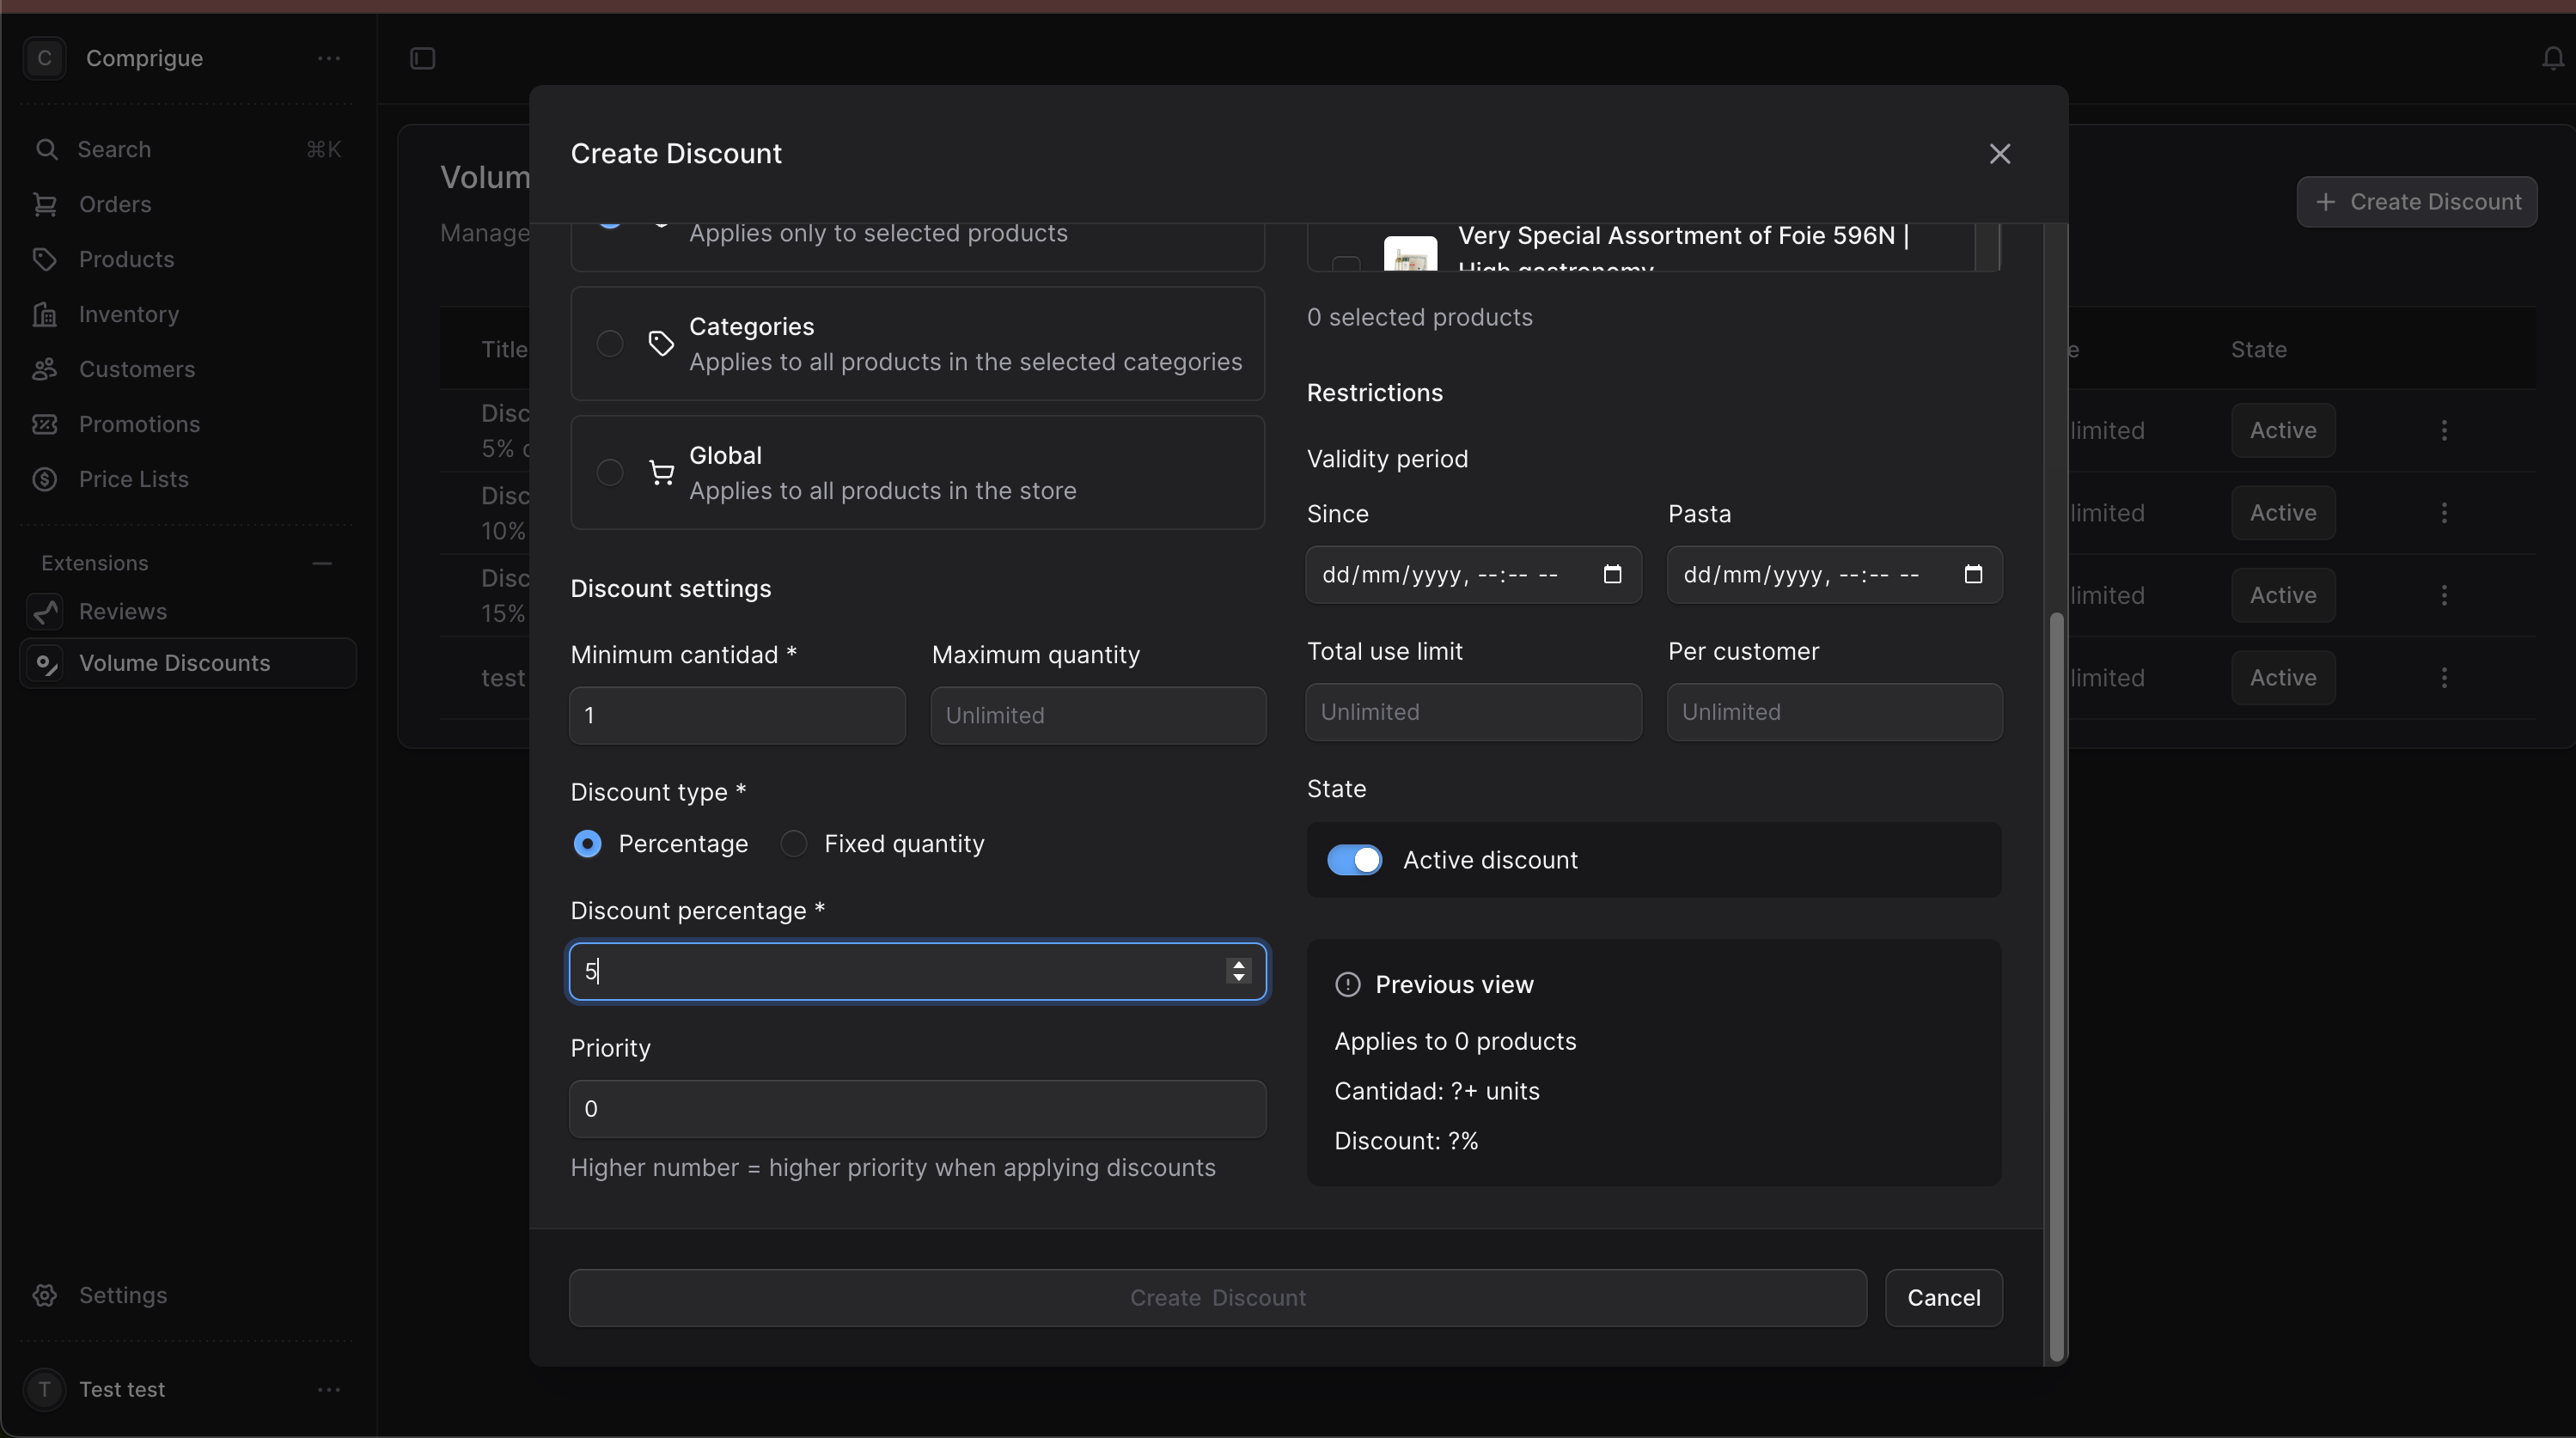 C
Comprigue
Search
⌘K
Orders
Products
Inventory
Customers
Promotions
Price Lists
Extensions
Reviews
Volume Discounts
Settings
T
Test test
Volum
Manage
Create Discount
Title
State
Disc
5%
limited
Active
Disc
10%
limited
Active
Disc
15%
limited
Active
test
limited
Active
Create Discount
Applies only to selected products
Categories
Applies to all products in the selected categories
Global
Applies to all products in the store
Discount settings
Minimum cantidad *
Maximum quantity
1
Unlimited
Discount type *
Percentage
Fixed quantity
Discount percentage *
5
Priority
0
Higher number = higher priority when applying discounts
Very Special Assortment of Foie 596N |
High gastronomy
0 selected products
Restrictions
Validity period
Since
Pasta
dd/mm/yyyy, --:-- --
dd/mm/yyyy, --:-- --
Total use limit
Per customer
Unlimited
Unlimited
State
Active discount
Previous view
Applies to 0 products
Cantidad: ?+ units
Discount: ?%
Create Discount
Cancel